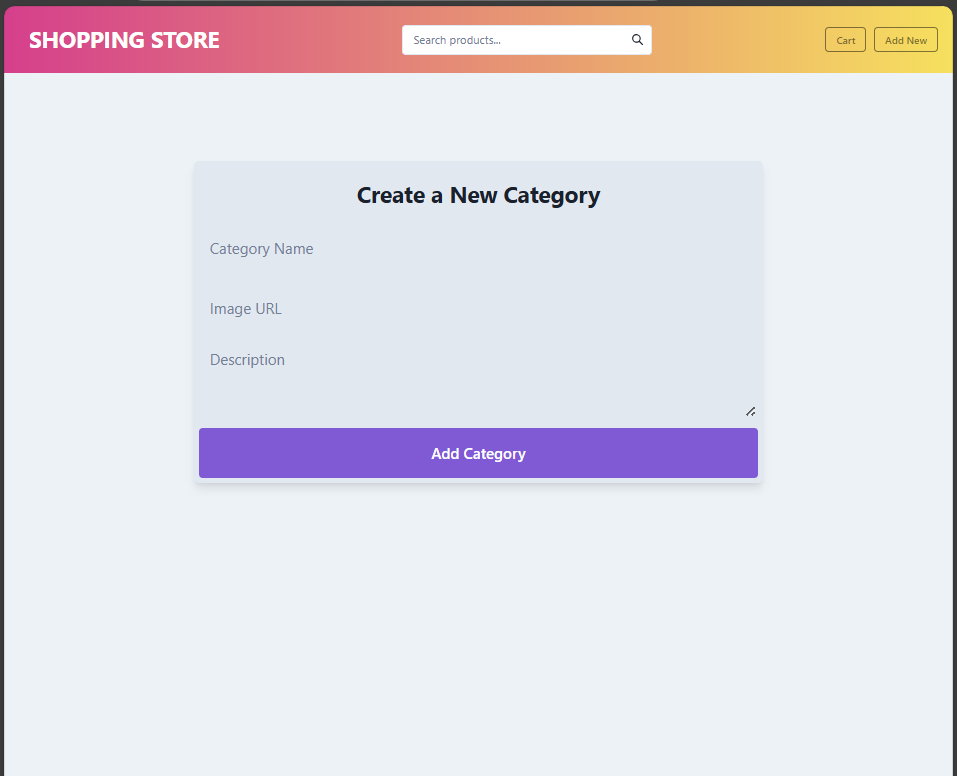 SHOPPING STORE
Search products...
Cart
Add New
Create a New Category
Category Name
Image URL
Description
Add Category